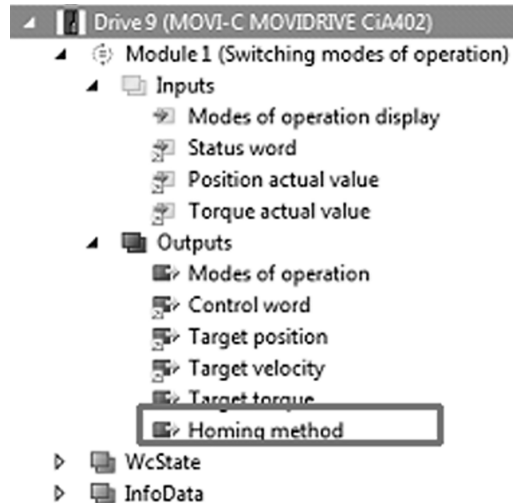 Drive 9 (MOVI-C MOVIDRIVE CiA402)
Module 1 (Switching modes of operation)
Inputs
Modes of operation display
Status word
Position actual value
Torque actual value
Outputs
Modes of operation
Control word
Target position
Target velocity
Target torque
Homing method
WcState
InfoData